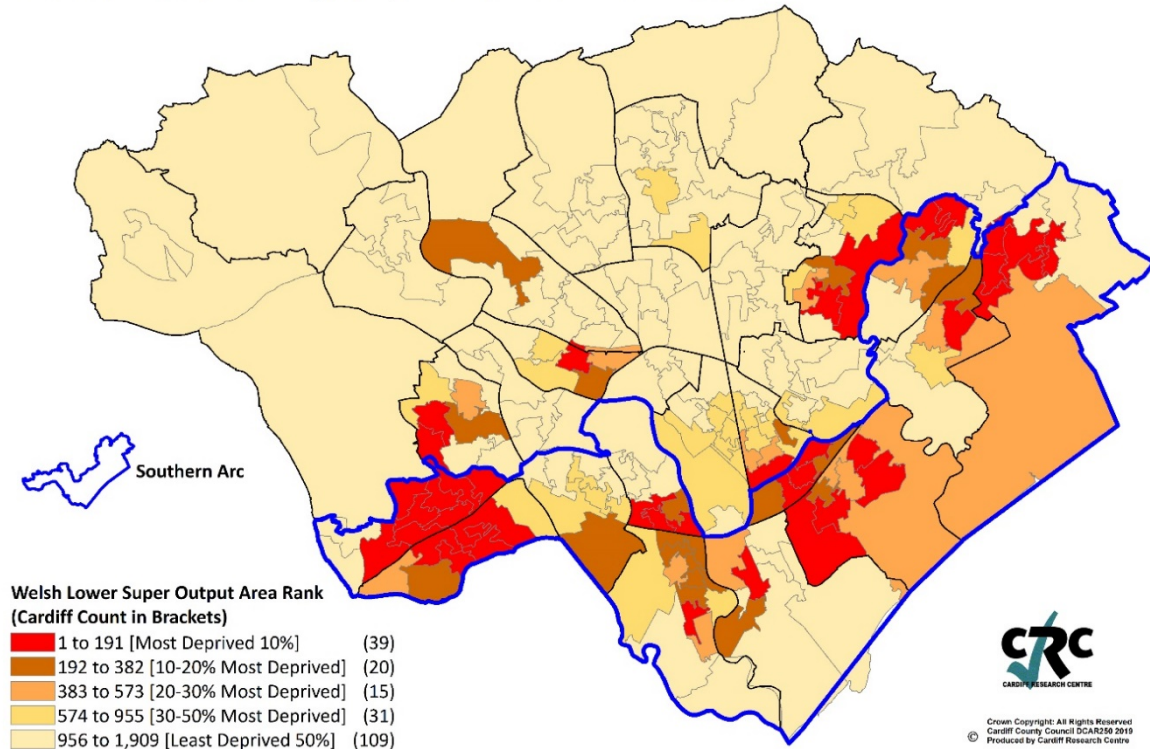 Southern Arc
Welsh Lower Super Output Area Rank
(Cardiff Count in Brackets)
1 to 191 [Most Deprived 10%] (39)
192 to 382 [10-20% Most Deprived] (20)
383 to 573 [20-30% Most Deprived] (15)
574 to 955 [30-50% Most Deprived] (31)
956 to 1,909 [Least Deprived 50%] (109)
CRC
CARDIFF RESEARCH CENTRE
Crown Copyright: All Rights Reserved
Cardiff County Council DCAR250 2019
© Produced by Cardiff Research Centre